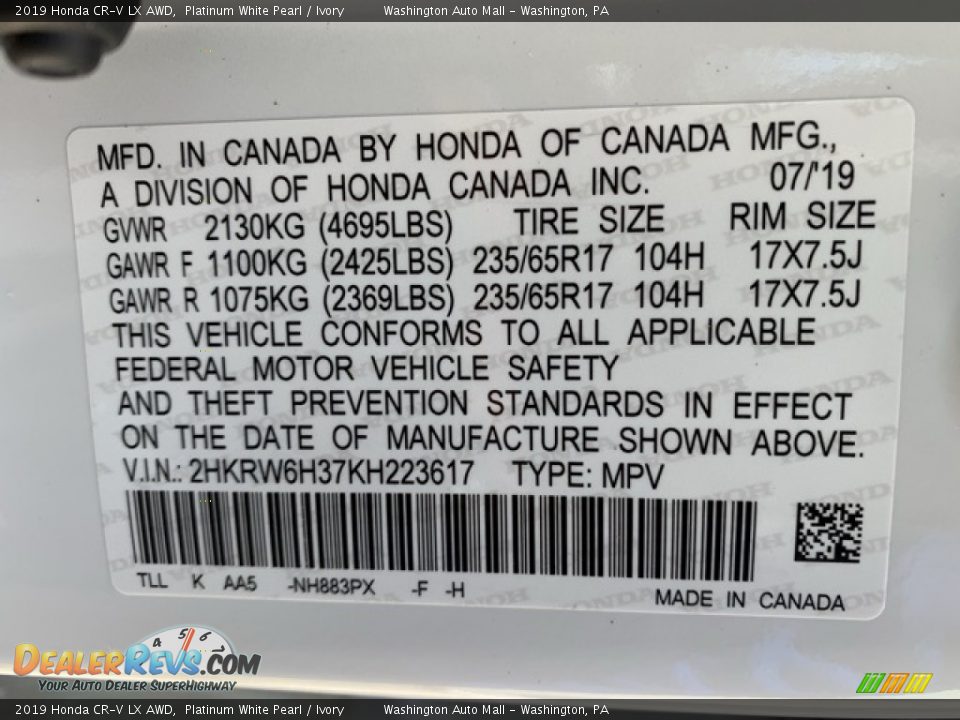 2019 Honda CR-V LX AWD, Platinum White Pearl / Ivory Washington Auto Mall - Washington, PA
MFD. IN CANADA BY HONDA OF CANADA MFG.,
A DIVISION OF HONDA CANADA INC. 07/'19
GVWR 2130KG (4695LBS) TIRE SIZE RIM SIZE
GAWR F 1100KG (2425LBS) 235/65R17 104H 17X7.5J
GAWR R 1075KG (2369LBS) 235/65R17 104H 17X7.5J
THIS VEHICLE CONFORMS TO ALL APPLICABLE
FEDERAL MOTOR VEHICLE SAFETY
AND THEFT PREVENTION STANDARDS IN EFFECT
ON THE DATE OF MANUFACTURE SHOWN ABOVE.
V.I.N.: 2HKRW6H37KH223617 TYPE: MPV
TLL K AA5 -NH883PX -F -H
MADE IN CANADA
4 5 6
DEALERREVS.COM
YOUR AUTO DEALER SUPERHIGHWAY
2019 Honda CR-V LX AWD, Platinum White Pearl / Ivory Washington Auto Mall - Washington, PA